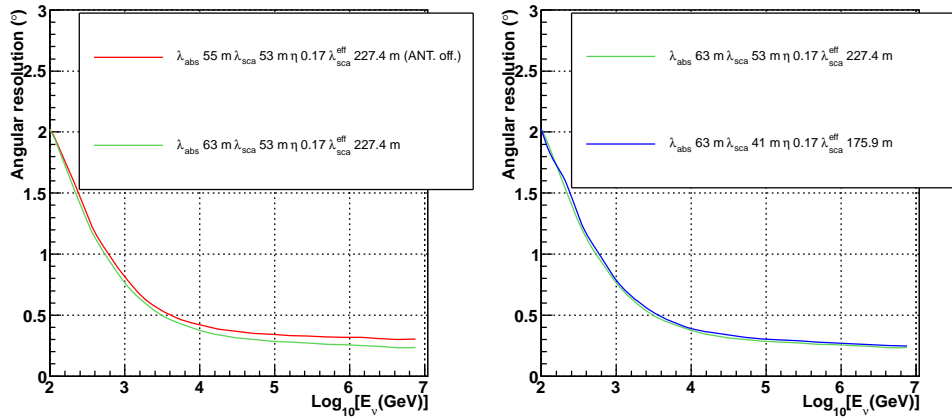 Angular resolution (°)
3
2.5
2
1.5
1
0.5
0
λabs 55 m λsca 53 m η 0.17 λeffsca 227.4 m (ANT. off.)
λabs 63 m λsca 53 m η 0.17 λeffsca 227.4 m
2 3 4 5 6 7
Log10[Eν(GeV)]
Angular resolution (°)
3
2.5
2
1.5
1
0.5
0
λabs 63 m λsca 53 m η 0.17 λeffsca 227.4 m
λabs 63 m λsca 41 m η 0.17 λeffsca 175.9 m
2 3 4 5 6 7
Log10[Eν(GeV)]